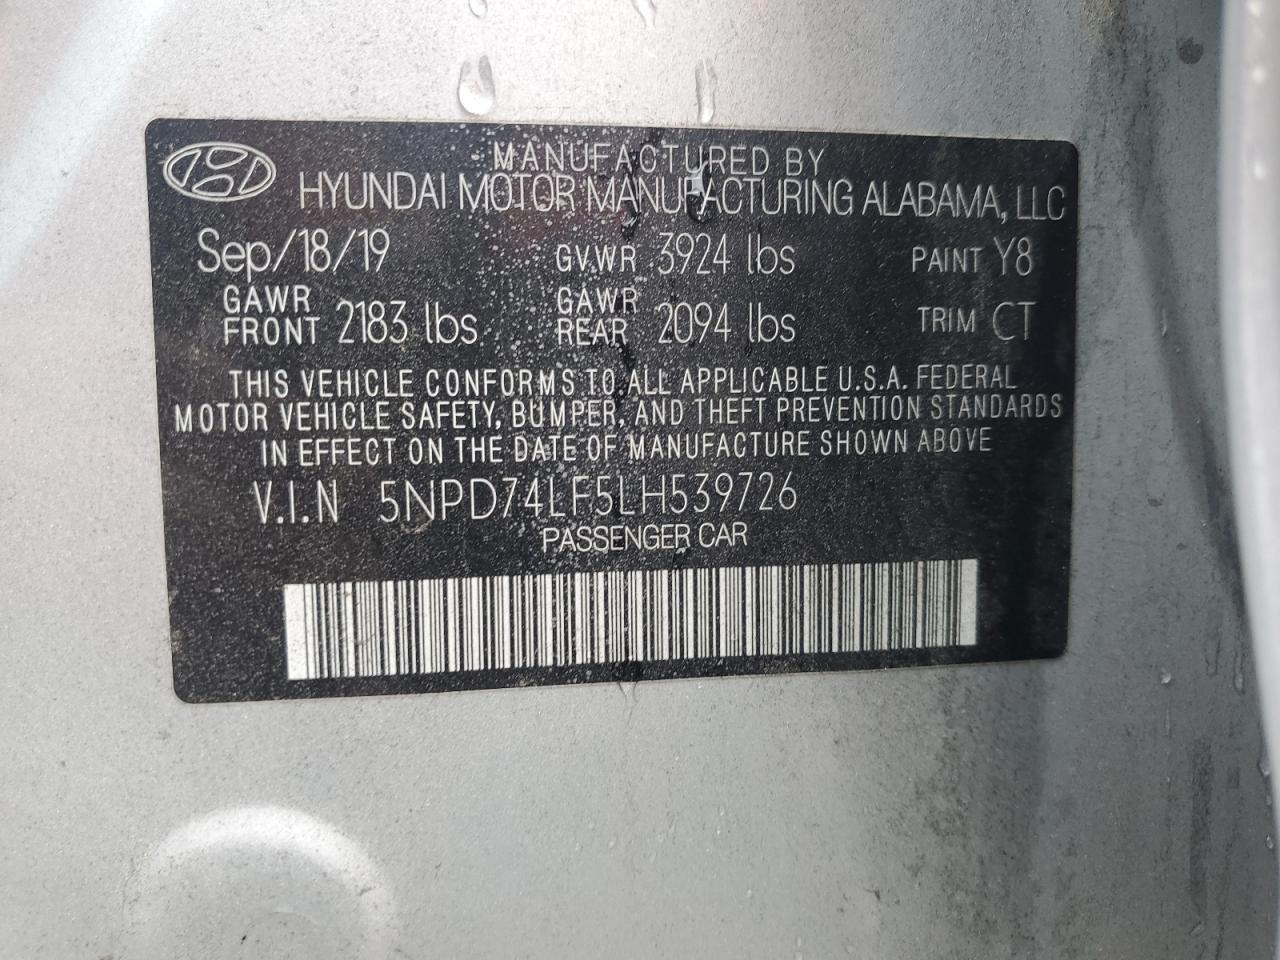 MANUFACTURED BY
HYUNDAI MOTOR MANUFACTURING ALABAMA, LLC
Sep/18/19 GVWR 3924 lbs PAINT Y8
GAWR FRONT 2183 lbs GAWR REAR 2094 lbs TRIM CT
THIS VEHICLE CONFORMS TO ALL APPLICABLE U.S.A. FEDERAL
MOTOR VEHICLE SAFETY, BUMPER, AND THEFT PREVENTION STANDARDS
IN EFFECT ON THE DATE OF MANUFACTURE SHOWN ABOVE
V.I.N 5NPD74LF5LH539726
PASSENGER CAR